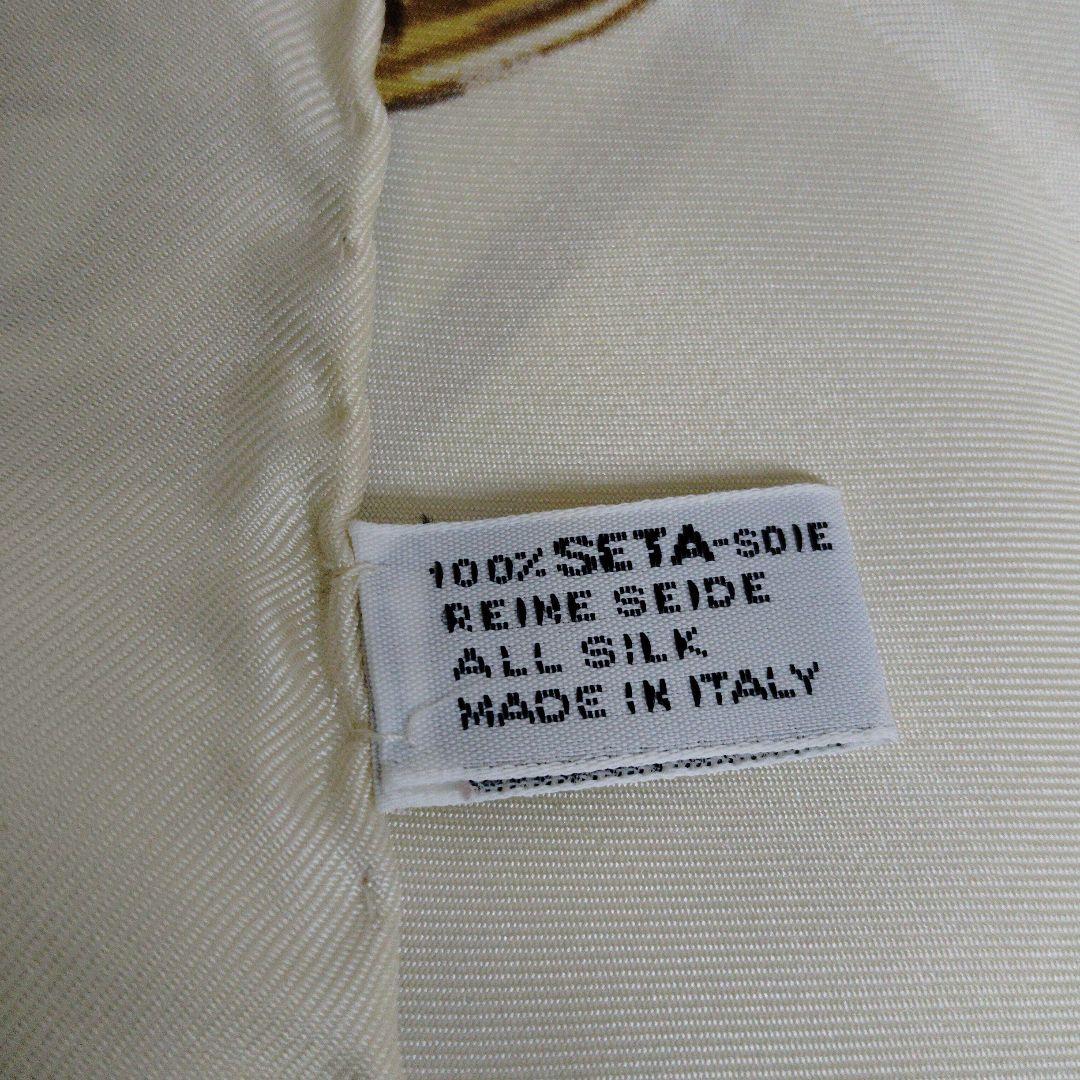 100% SETA-SOIE
REINE SEIDE
ALL SILK
MADE IN ITALY